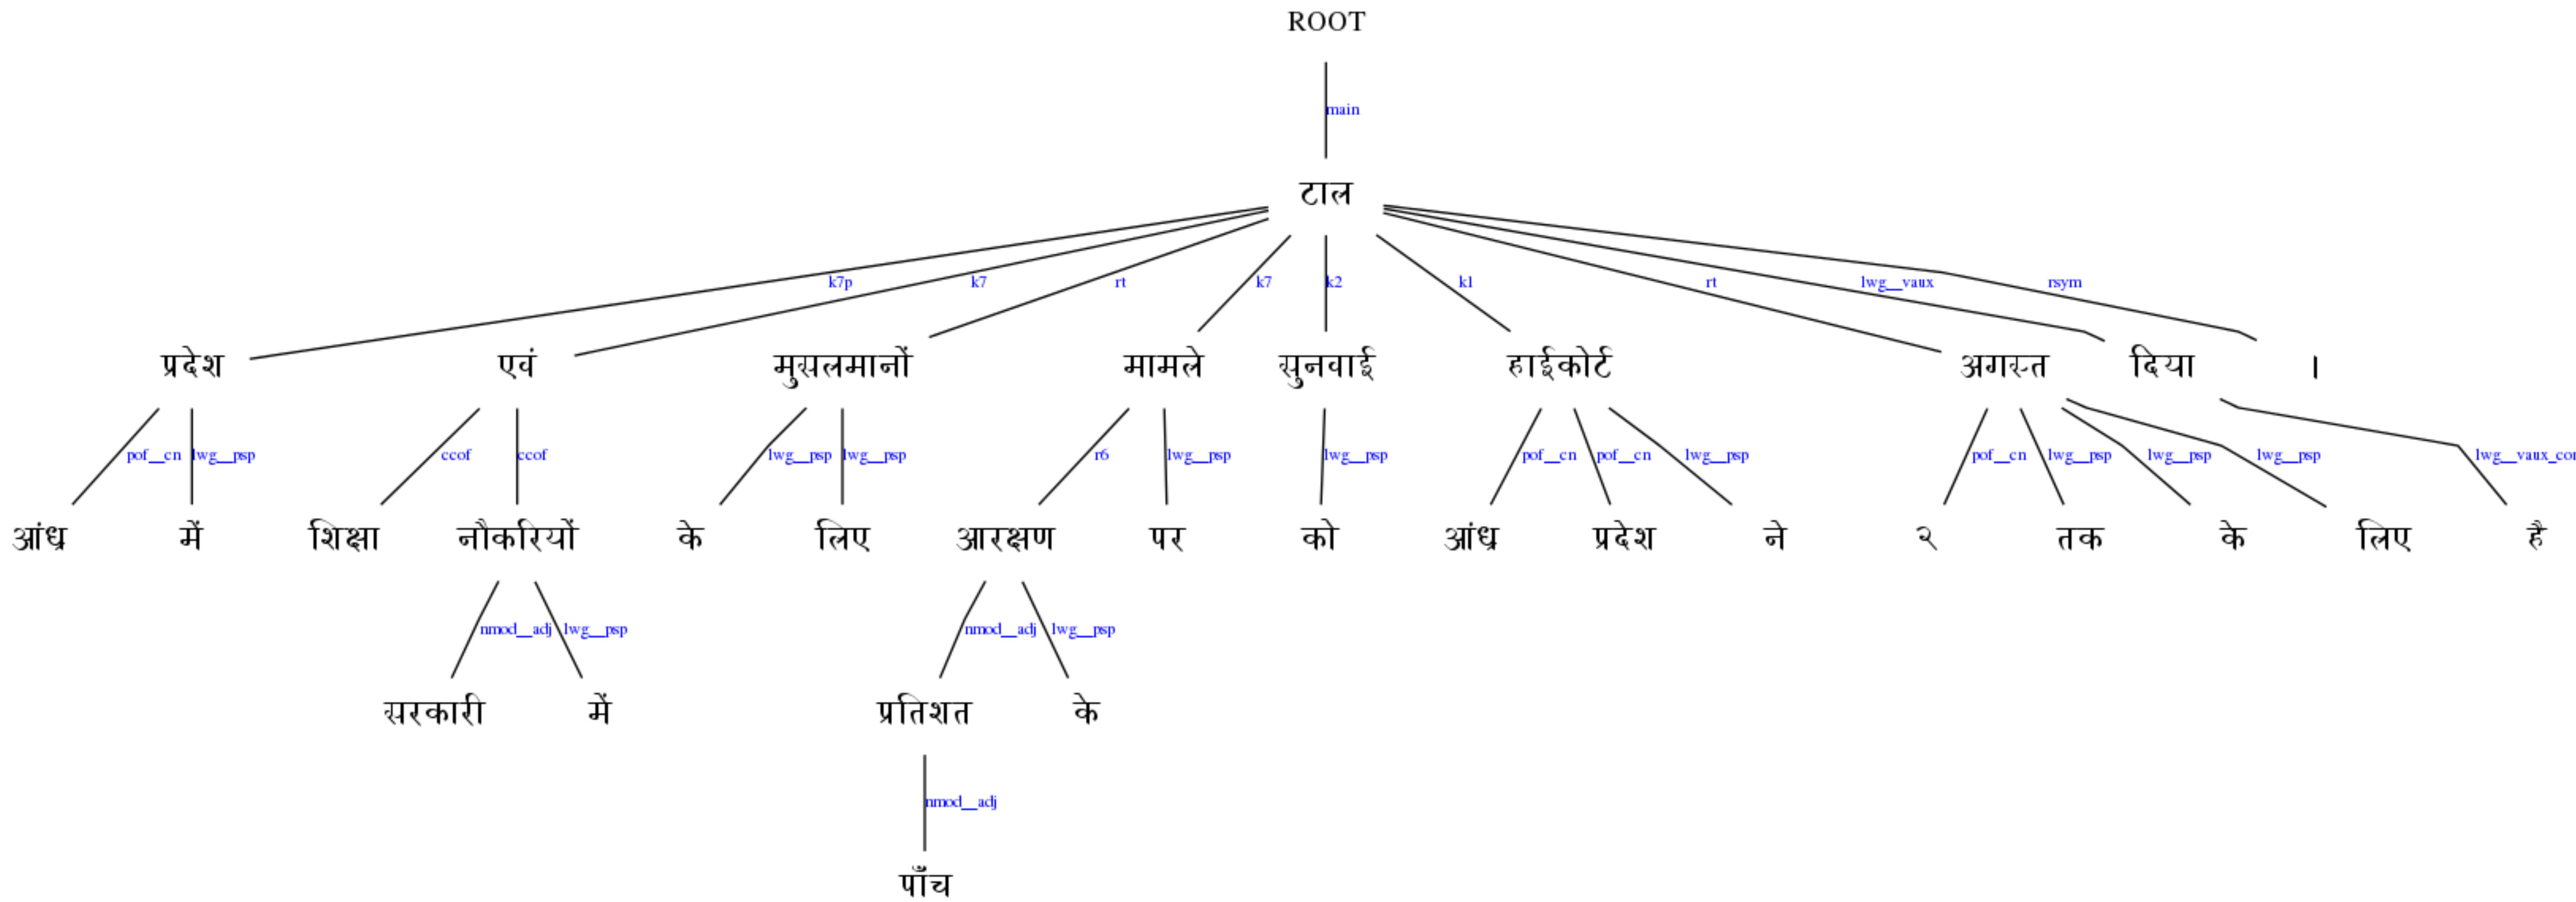 ROOT
main
टाल
k7p k7 rt k7 k2 k1 rt lwg__vaux rsym
प्रदेश एवं मुसलमानों मामले सुनवाई हाईकोर्ट अगस्त दिया ।
pof__cn lwg__psp ccof ccof lwg__psp lwg__psp r6 lwg__psp lwg__psp pof__cn pof__cn lwg__psp pof__cn lwg__psp lwg__psp lwg__psp lwg__vaux_con
आंध्र में शिक्षा नौकरियों के लिए आरक्षण पर को आंध्र प्रदेश ने २ तक के लिए है
nmod__adj lwg__psp nmod__adj lwg__psp
सरकारी में प्रतिशत के
nmod__adj
पाँच